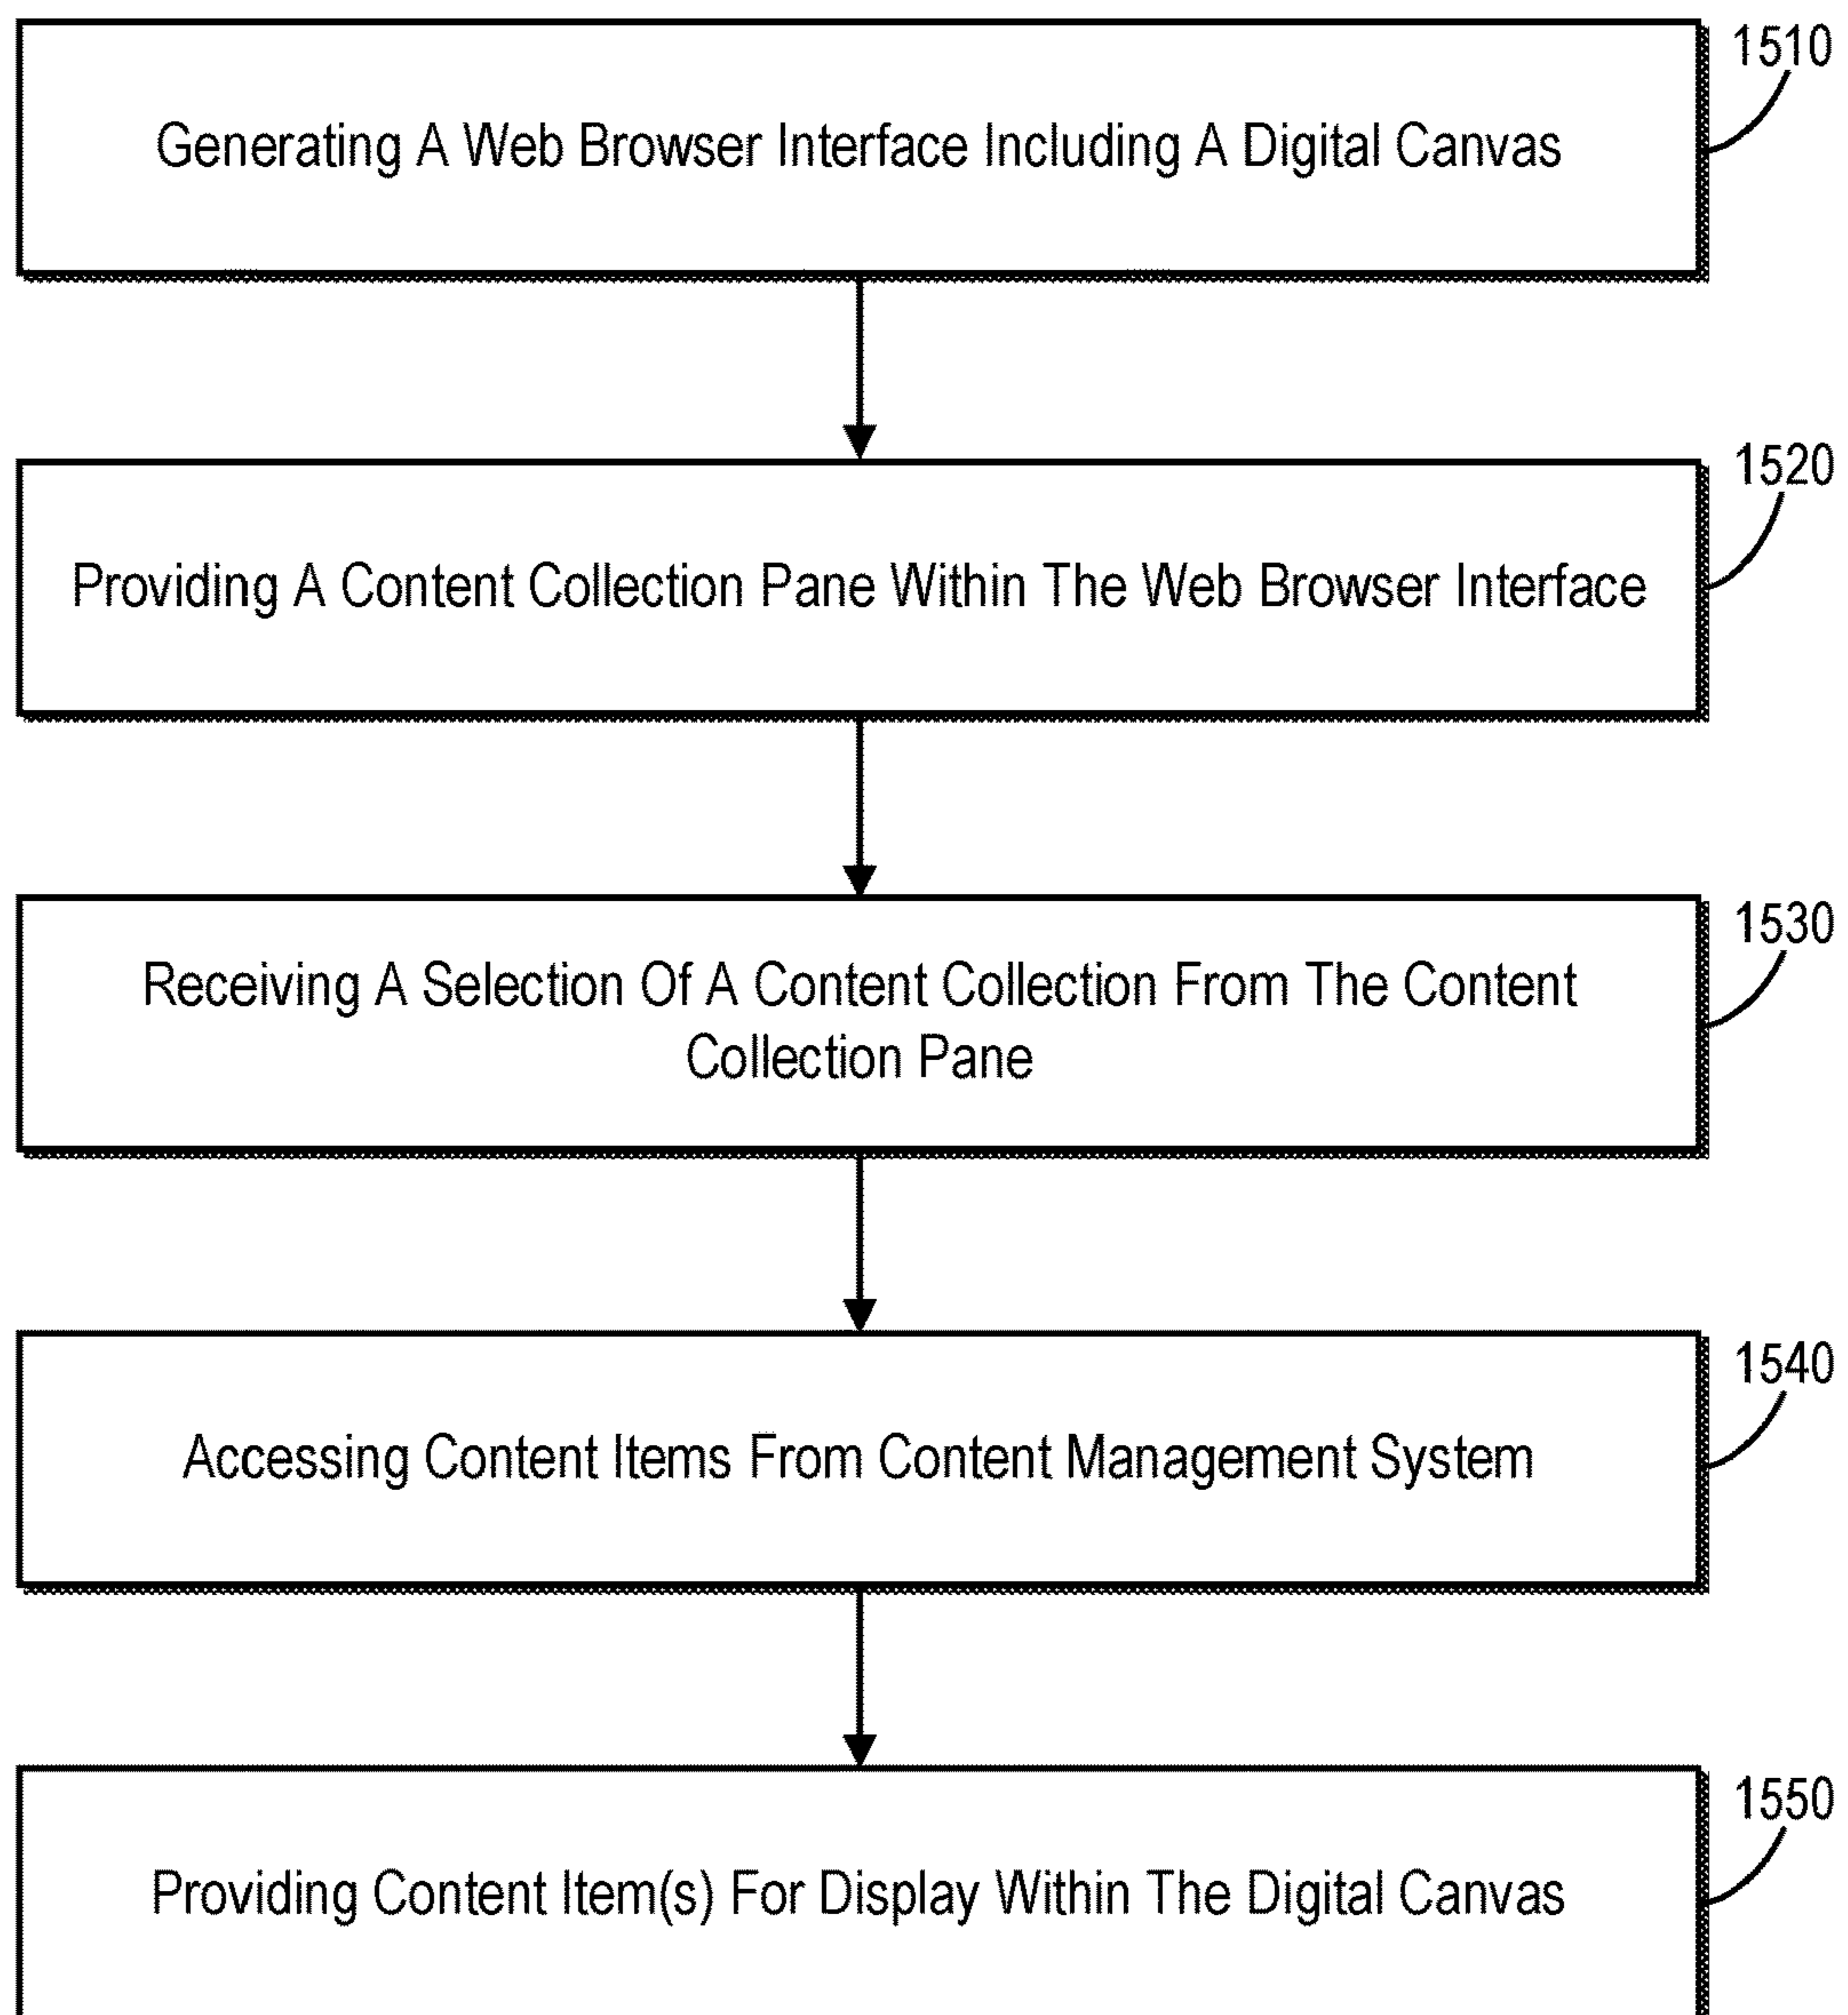 1510
Generating A Web Browser Interface Including A Digital Canvas
1520
Providing A Content Collection Pane Within The Web Browser Interface
1530
Receiving A Selection Of A Content Collection From The Content
Collection Pane
1540
Accessing Content Items From Content Management System
1550
Providing Content Item(s) For Display Within The Digital Canvas